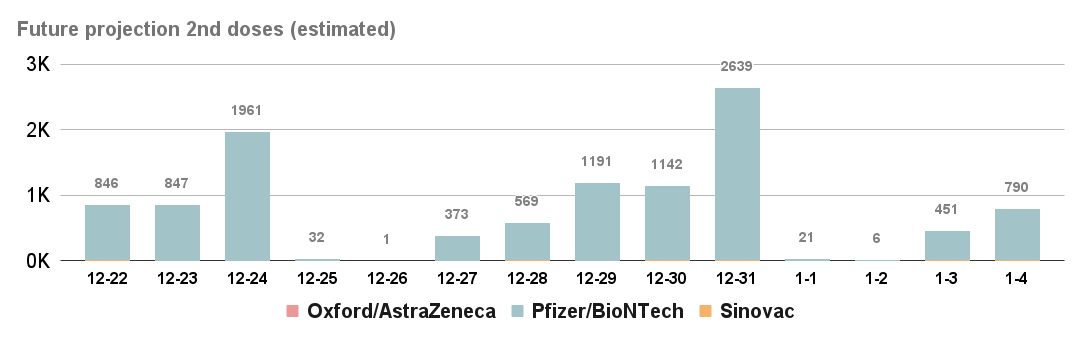 Future projection 2nd doses (estimated)
3K
2639
1961
2K
1191
1142
846
847
790
1K
569
451
373
32
1
21
6
0K
12-22 12-23 12-24 12-25 12-26 12-27 12-28 12-29 12-30 12-31 1-1 1-2 1-3 1-4
Oxford/AstraZeneca Pfizer/BioNTech Sinovac